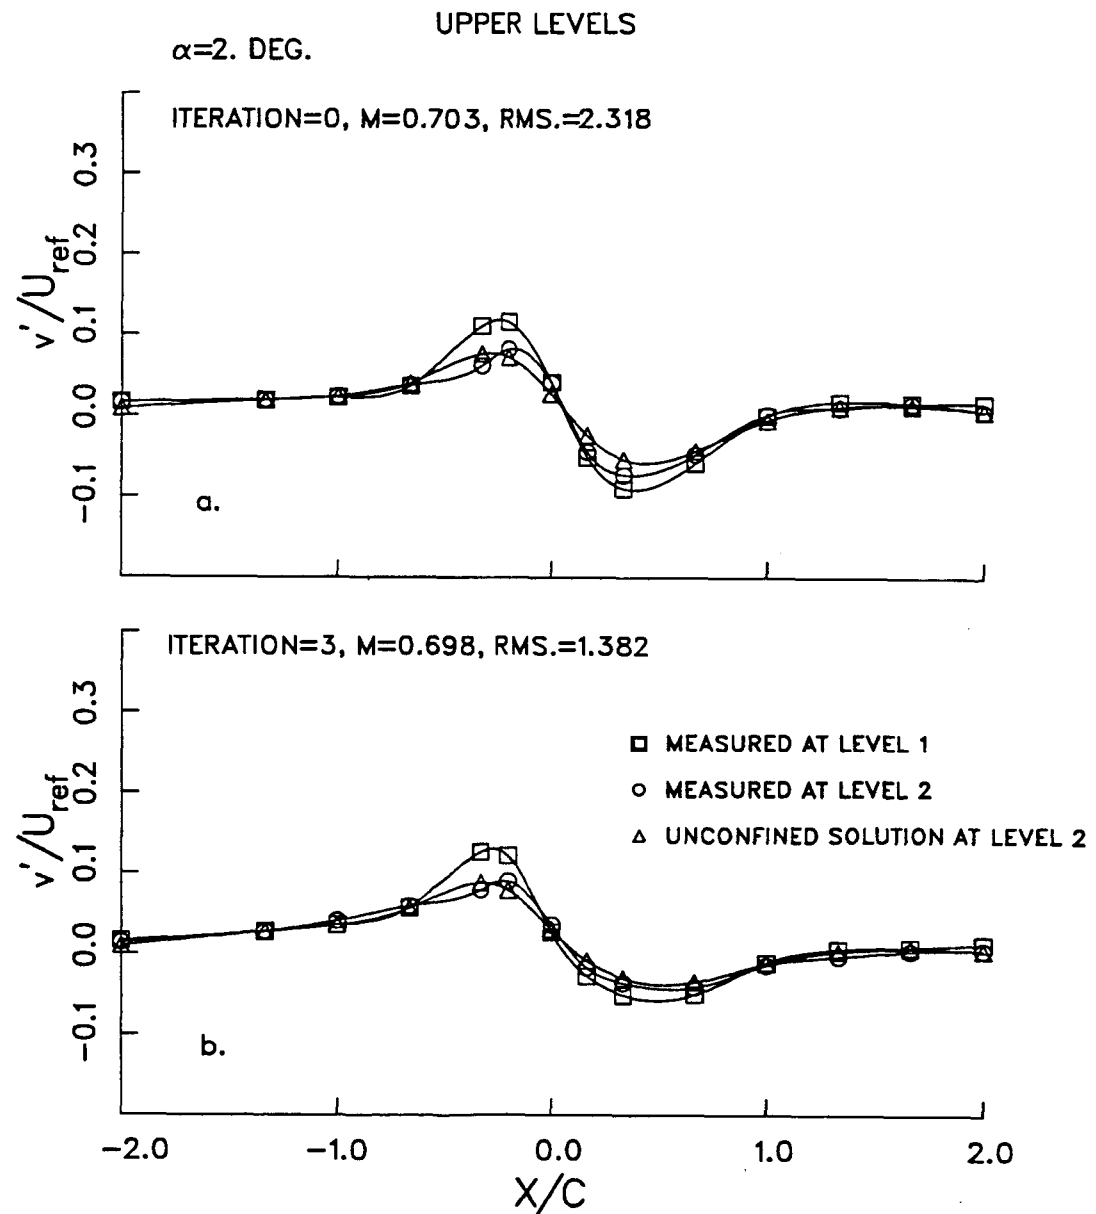 UPPER LEVELS
α=2. DEG.
ITERATION=0, M=0.703, RMS.=2.318
0.3
0.2
0.1
0.0
-0.1
v'/Uref
a.
ITERATION=3, M=0.698, RMS.=1.382
0.3
0.2
0.1
0.0
-0.1
v'/Uref
MEASURED AT LEVEL 1
MEASURED AT LEVEL 2
UNCONFINED SOLUTION AT LEVEL 2
b.
-2.0 -1.0 0.0 1.0 2.0
X/C